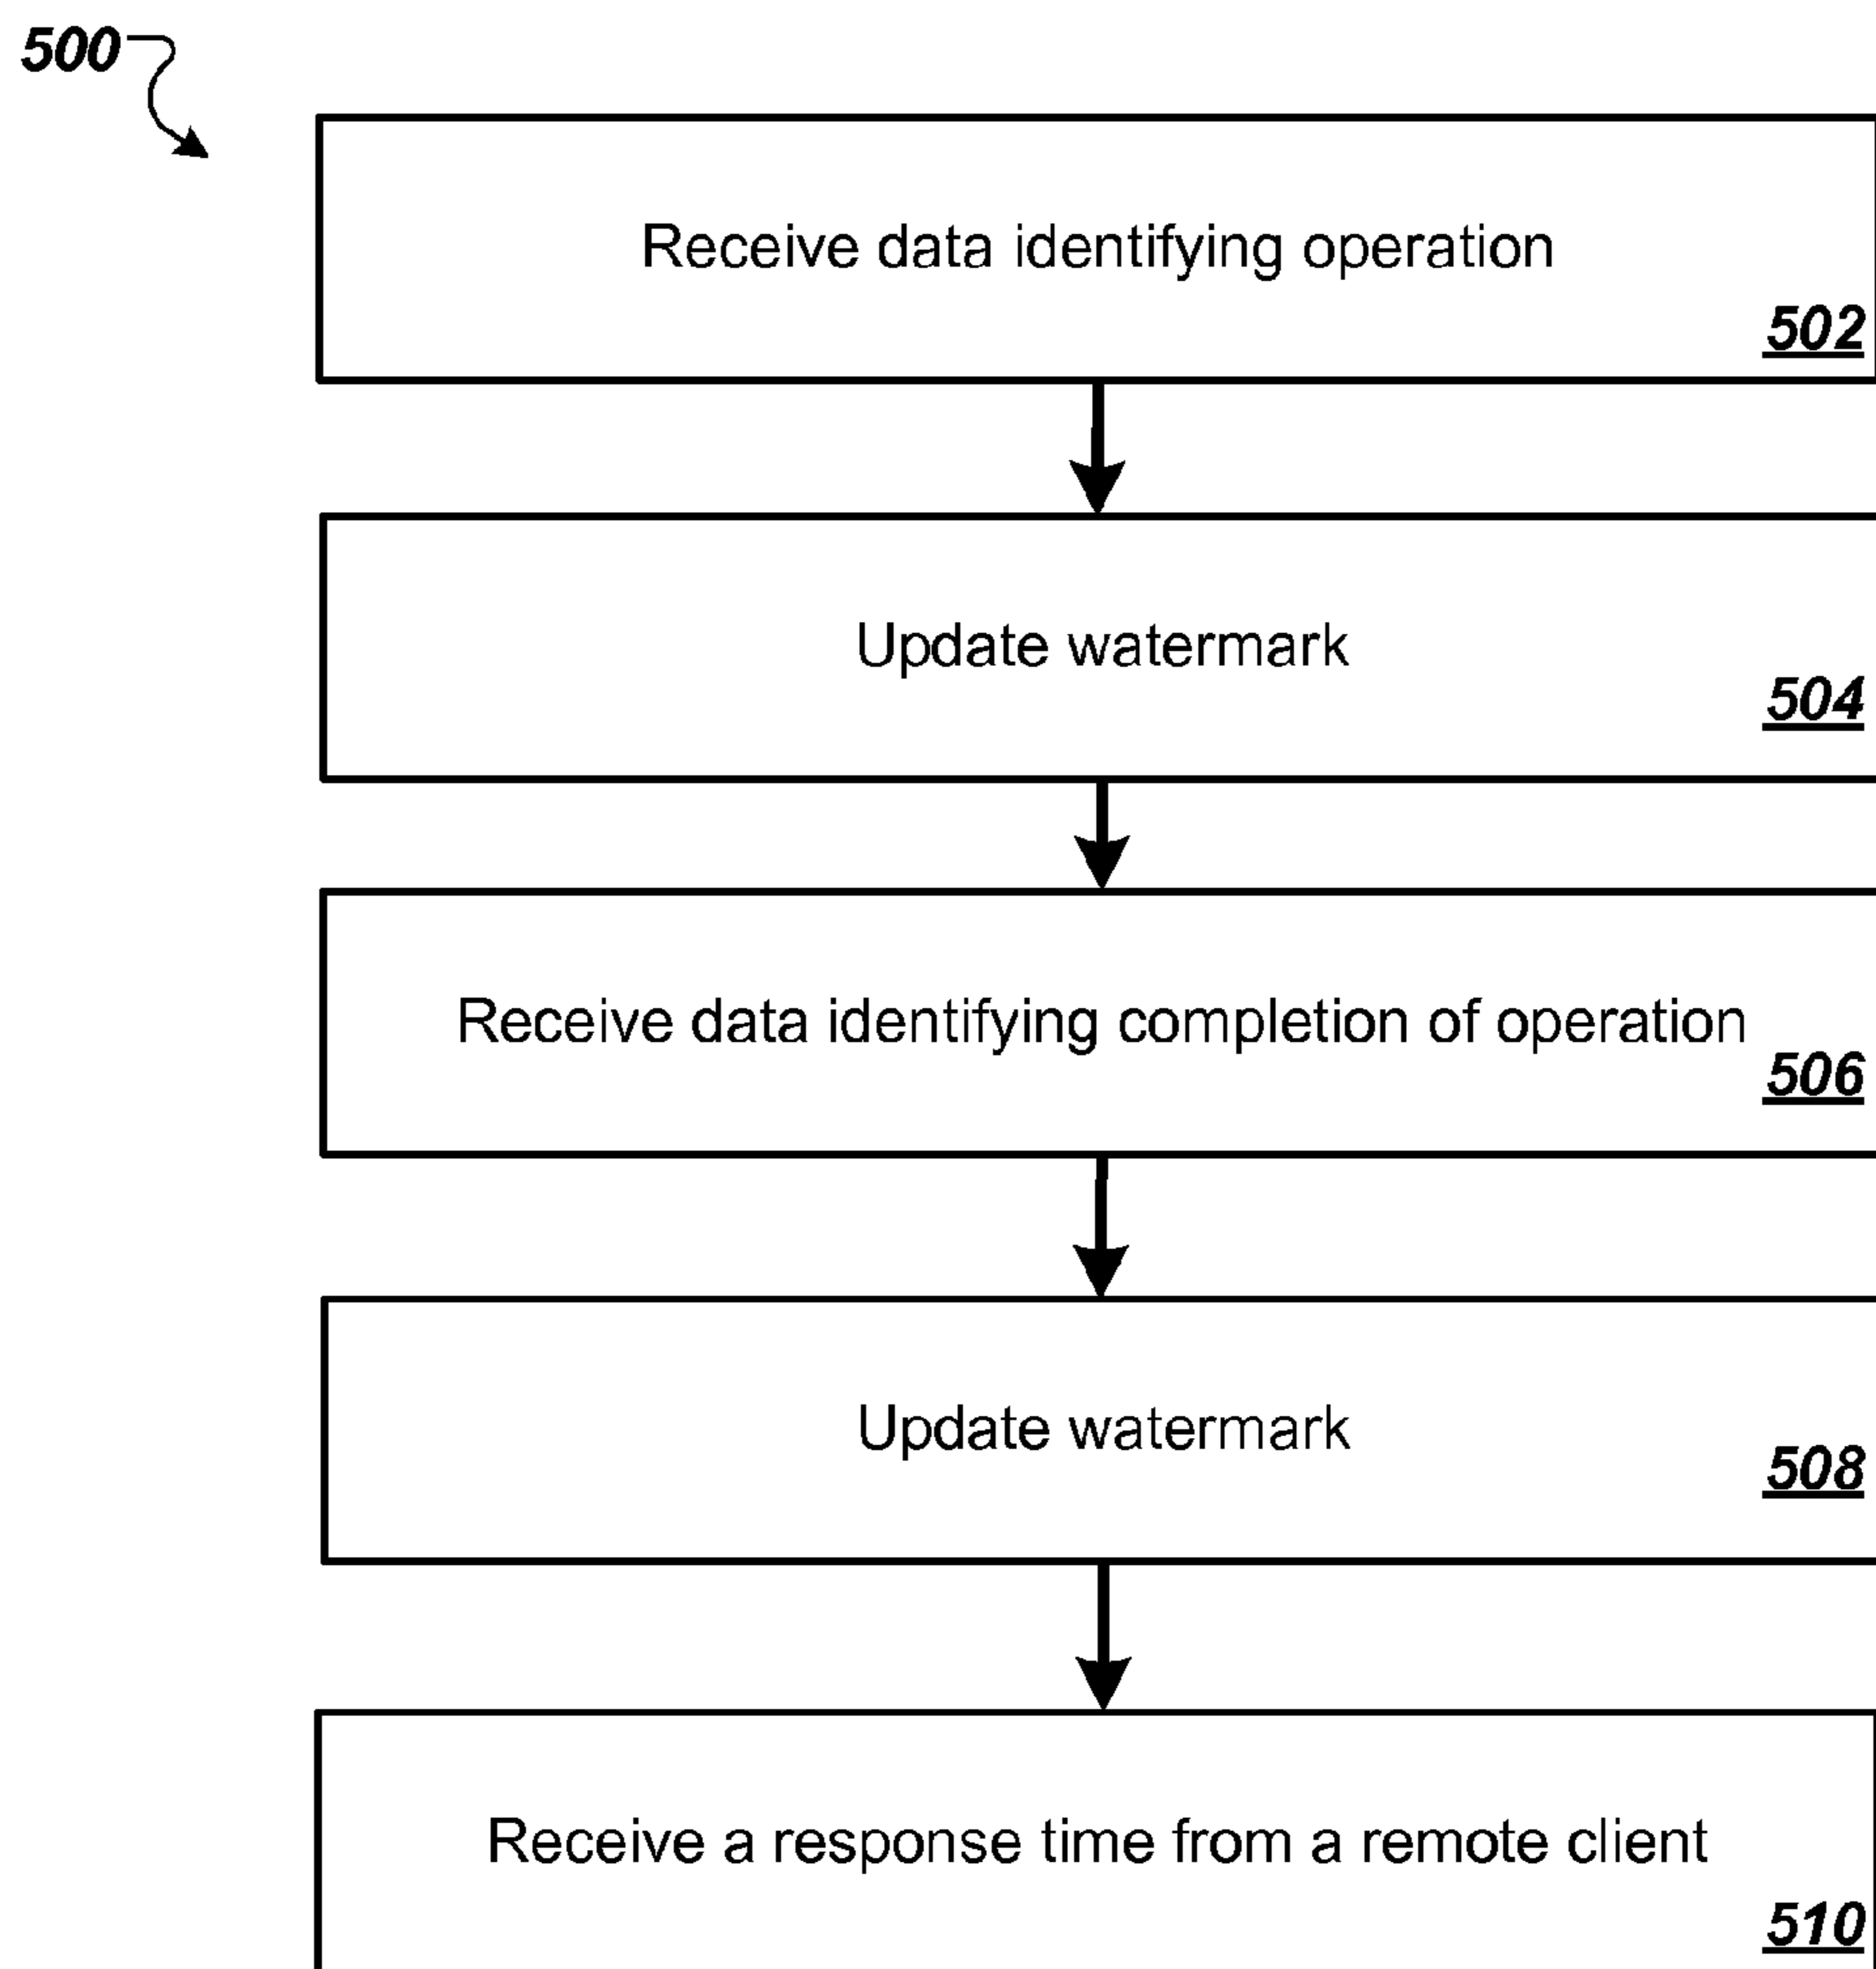 500
Receive data identifying operation
502
Update watermark
504
Receive data identifying completion of operation
506
Update watermark
508
Receive a response time from a remote client
510